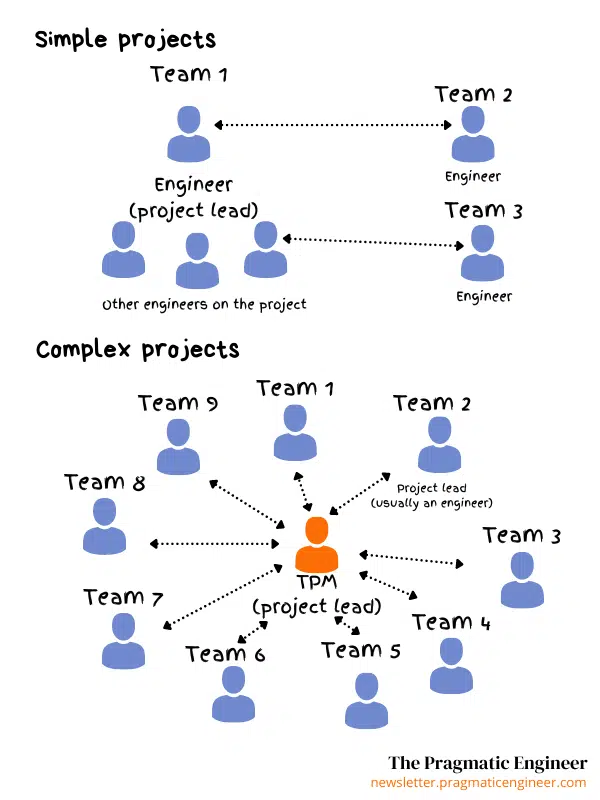 Simple projects
Team 1
Team 2
Engineer
Engineer
(project lead)
Team 3
Engineer
Other engineers on the project
Complex projects
Team 1
Team 9
Team 2
Team 8
Project lead
(usually an engineer)
Team 3
TPM
(project lead)
Team 7
Team 4
Team 6
Team 5
The Pragmatic Engineer
newsletter.pragmaticengineer.com